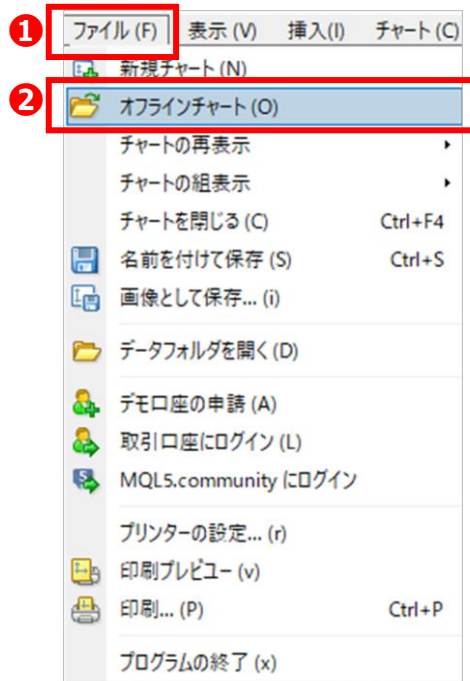 ❶ ファイル (F) 表示 (V) 挿入(I) チャート (C)
新規チャート (N)
❷ オフラインチャート (O)
チャートの再表示
チャートの組表示
チャートを閉じる (C) Ctrl+F4
名前を付けて保存 (S) Ctrl+S
画像として保存... (i)
データフォルダを開く (D)
デモ口座の申請 (A)
取引口座にログイン (L)
MQL5.community にログイン
プリンターの設定... (r)
印刷プレビュー (v)
印刷... (P) Ctrl+P
プログラムの終了 (x)